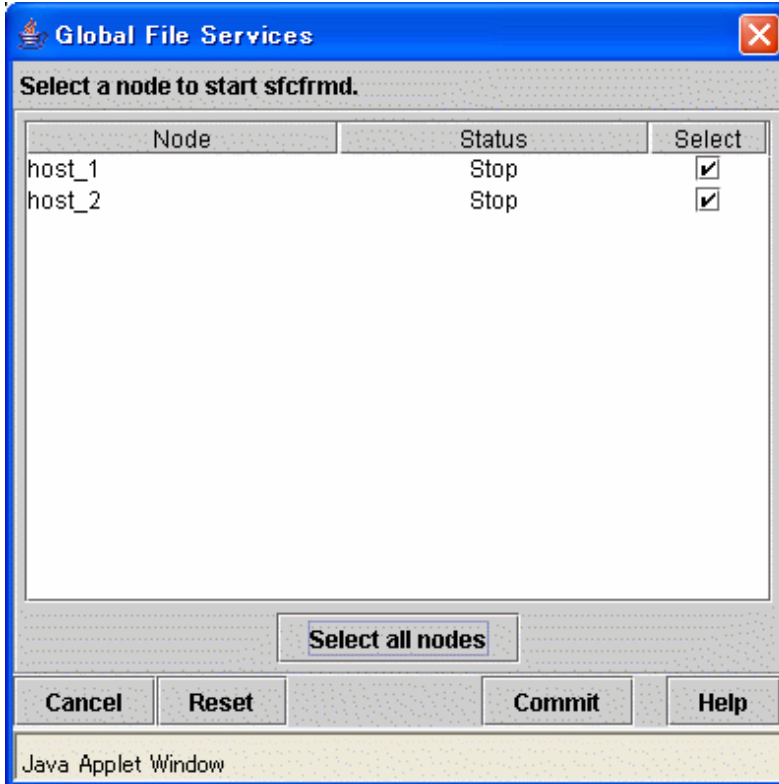 Global File Services
Select a node to start sfcfrmd.
Node Status Select
host_1 Stop
host_2 Stop
Select all nodes
Cancel Reset Commit Help
Java Applet Window